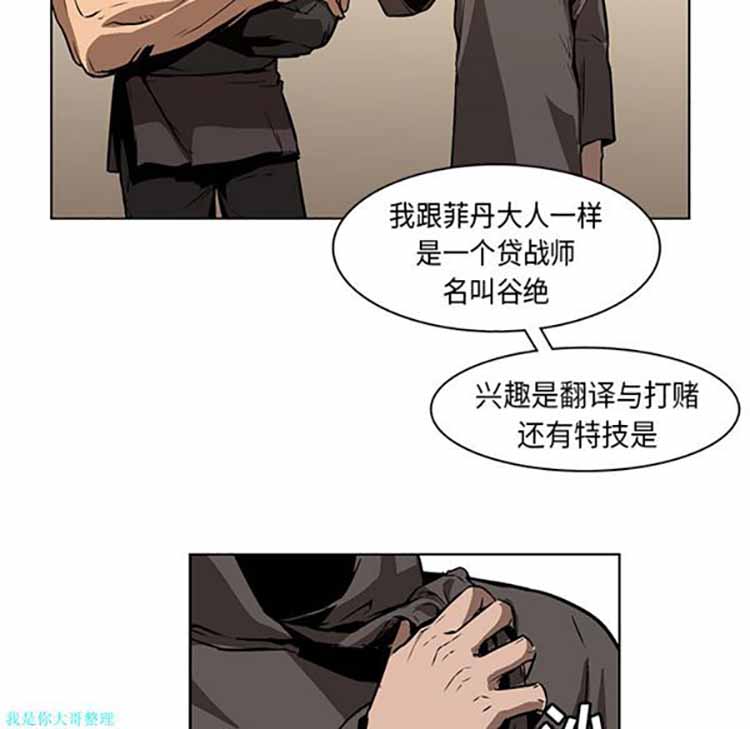 我跟菲丹大人一样
是一个贷战师
名叫谷绝
兴趣是翻译与打赌
还有特技是
我是你大哥整理